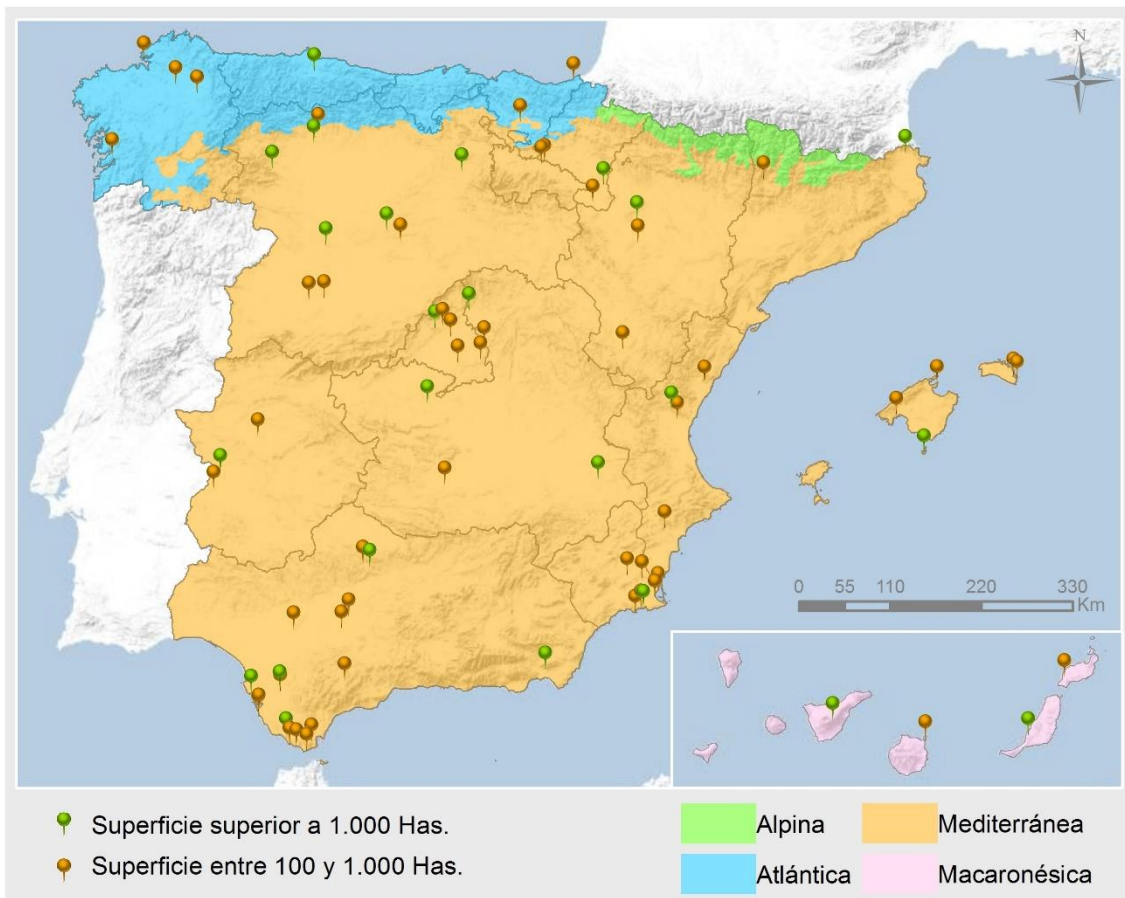 N
0 55 110 220 330
Km
Superficie superior a 1.000 Has.
Superficie entre 100 y 1.000 Has.
Alpina
Mediterránea
Atlántica
Macaronésica